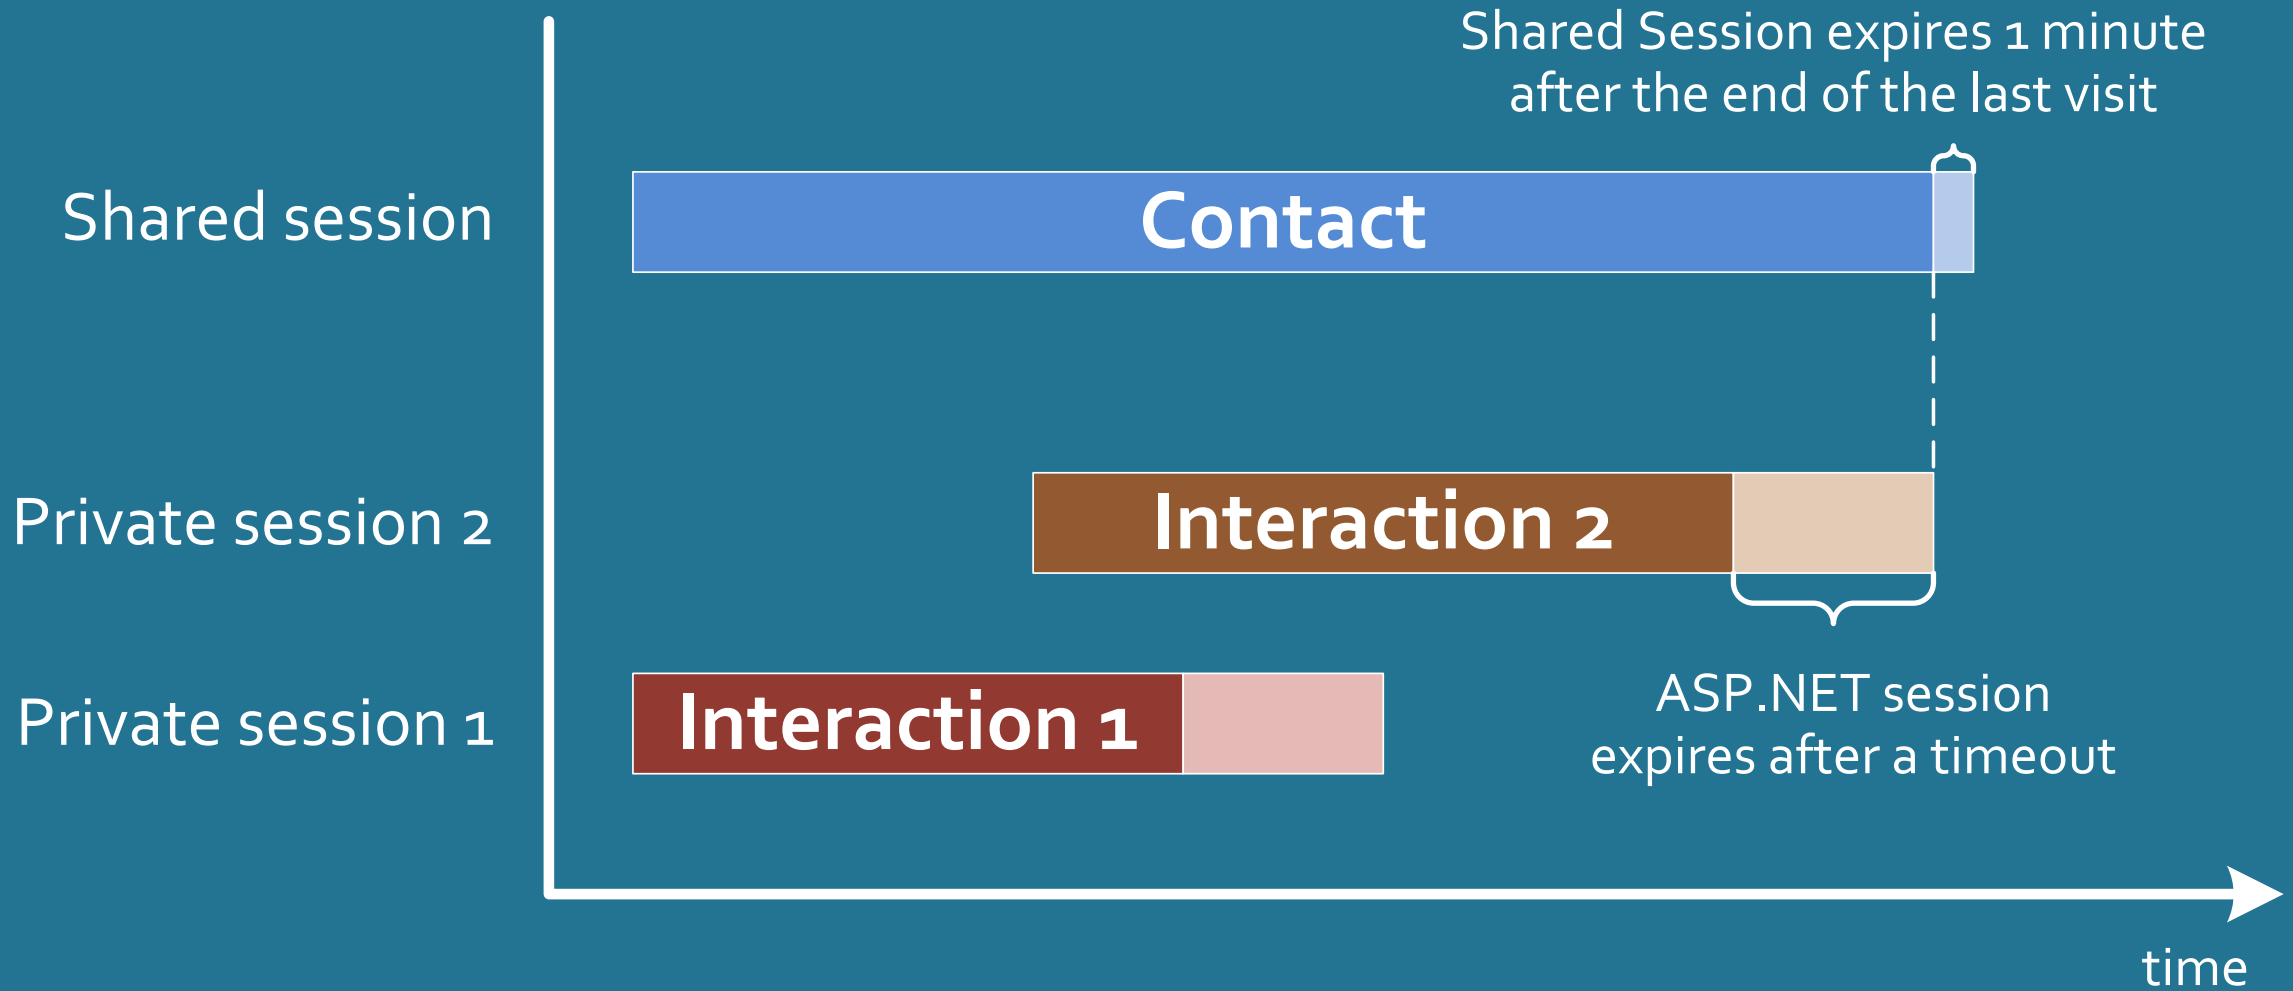 Shared Session expires 1 minute
after the end of the last visit
Shared session
Contact
Private session 2
Interaction 2
Private session 1
Interaction 1
ASP.NET session
expires after a timeout
time